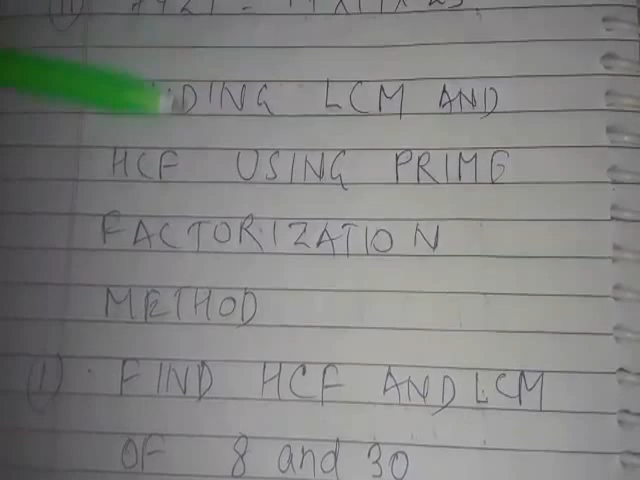 DING LCM AND
HCF USING PRIME
FACTORIZATION
METHOD
(1) FIND HCF AND LCM
OF 8 and 30